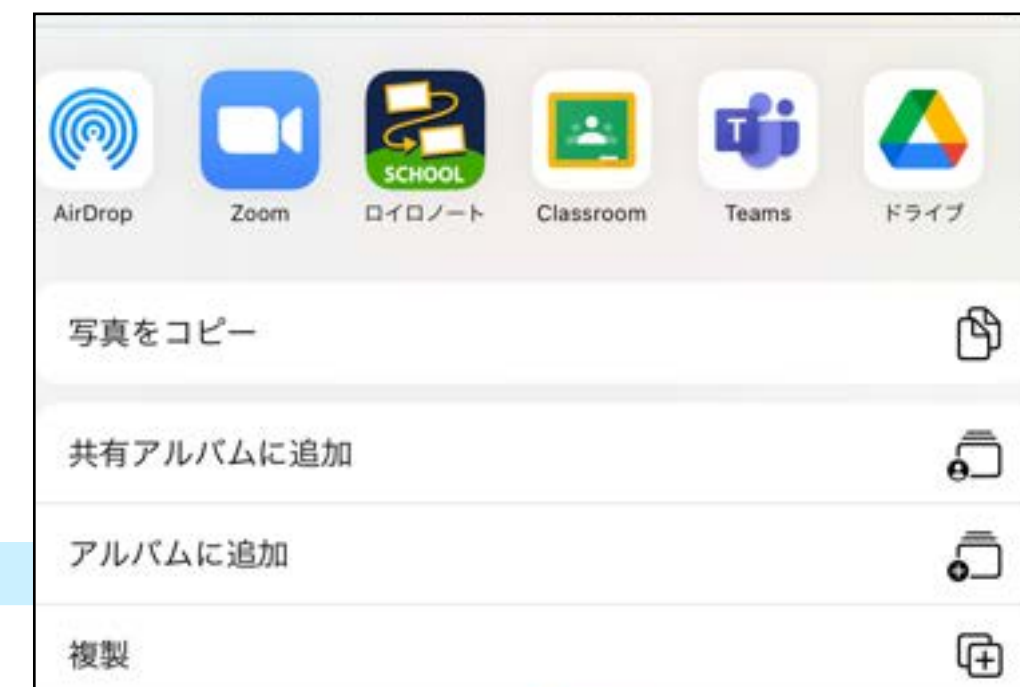 SCHOOL
T
AirDrop Zoom ロイロノート Classroom Teams ドライブ
写真をコピー
共有アルバムに追加
アルバムに追加
複製